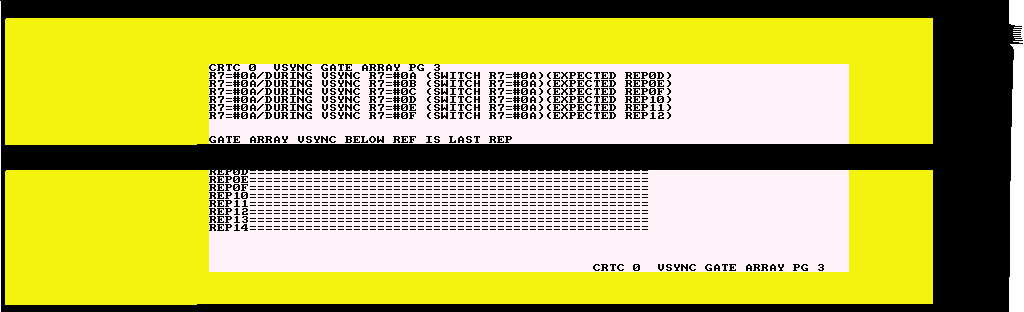 CRTC 0  VSYNC GATE ARRAY PG 3
R7=#0A/DURING VSYNC R7=#0A (SWITCH R7=#0A)(EXPECTED REP0D)
R7=#0A/DURING VSYNC R7=#0B (SWITCH R7=#0A)(EXPECTED REP0E)
R7=#0A/DURING VSYNC R7=#0C (SWITCH R7=#0A)(EXPECTED REP0F)
R7=#0A/DURING VSYNC R7=#0D (SWITCH R7=#0A)(EXPECTED REP10)
R7=#0A/DURING VSYNC R7=#0E (SWITCH R7=#0A)(EXPECTED REP11)
R7=#0A/DURING VSYNC R7=#0F (SWITCH R7=#0A)(EXPECTED REP12)
GATE ARRAY VSYNC BELOW REF IS LAST REP
REP0D==================================================
REP0E==================================================
REP0F==================================================
REP10==================================================
REP11==================================================
REP12==================================================
REP13==================================================
REP14==================================================
CRTC 0  VSYNC GATE ARRAY PG 3